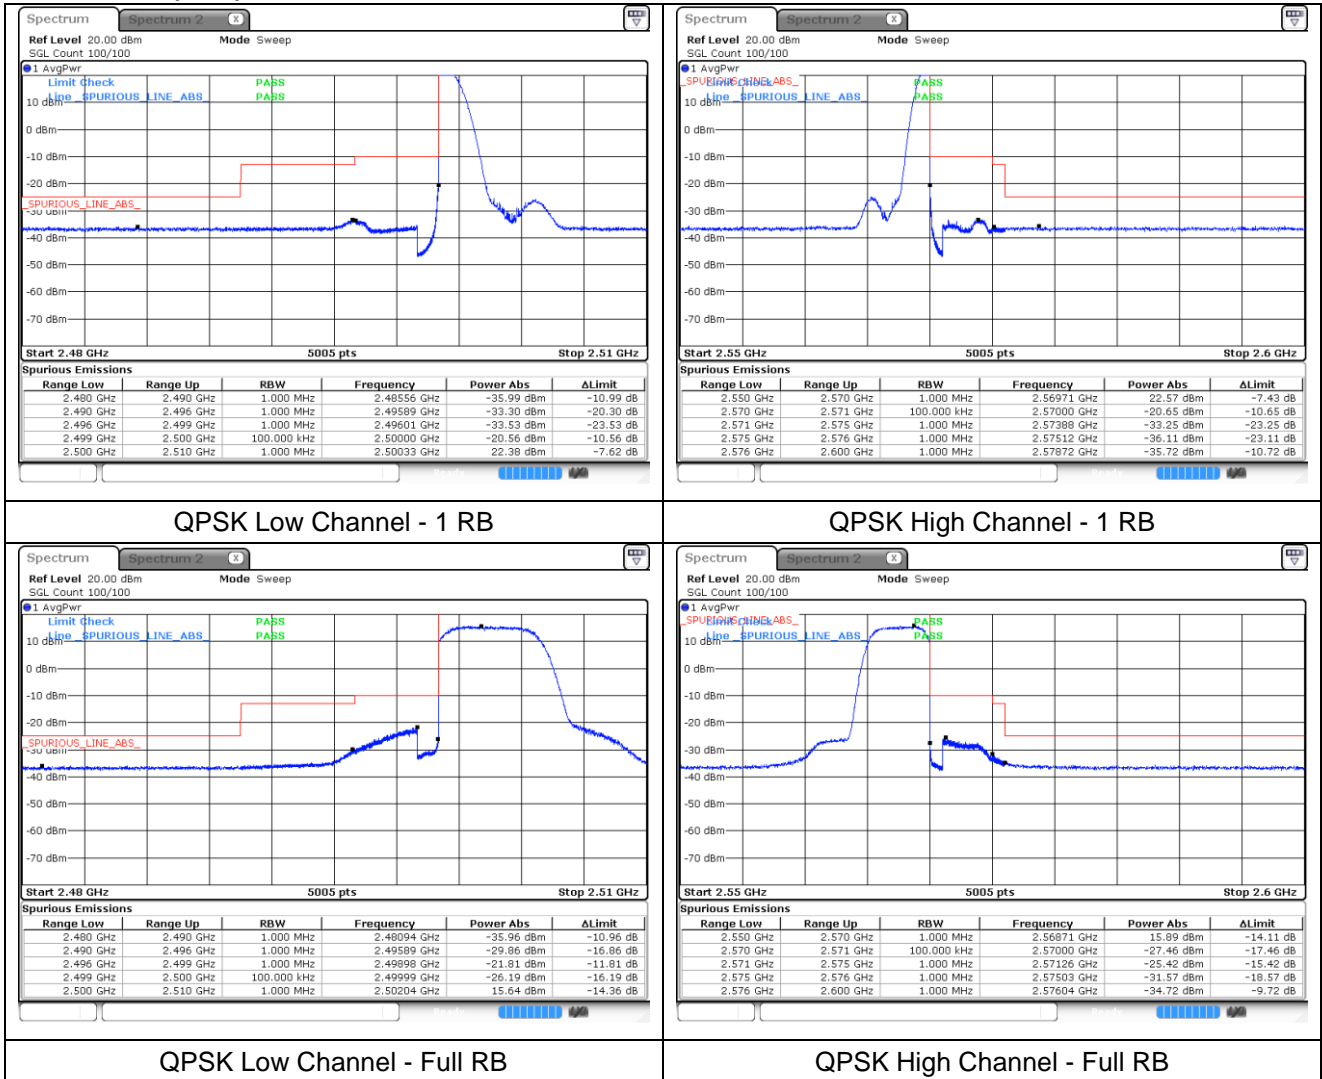 Spectrum Spectrum 2 X
Ref Level 20.00 dBm Mode Sweep
SGL Count 100/100
1 AvgPwr
Limit Check PASS
10 dBm Line _SPURIOUS_LINE_ABS_ PASS
0 dBm
-10 dBm
-20 dBm
_SPURIOUS_LINE_ABS_
-30 dBm
-40 dBm
-50 dBm
-60 dBm
-70 dBm
Start 2.48 GHz 5005 pts Stop 2.51 GHz
Spurious Emissions
Range Low Range Up RBW Frequency Power Abs ΔLimit
2.480 GHz 2.490 GHz 1.000 MHz 2.48556 GHz -35.99 dBm -10.99 dB
2.490 GHz 2.496 GHz 1.000 MHz 2.49589 GHz -33.30 dBm -20.30 dB
2.496 GHz 2.499 GHz 1.000 MHz 2.49601 GHz -33.53 dBm -23.53 dB
2.499 GHz 2.500 GHz 100.000 kHz 2.50000 GHz -20.56 dBm -10.56 dB
2.500 GHz 2.510 GHz 1.000 MHz 2.50033 GHz 22.38 dBm -7.62 dB
QPSK Low Channel - 1 RB
Spectrum Spectrum 2 X
Ref Level 20.00 dBm Mode Sweep
SGL Count 100/100
1 AvgPwr
_SPURIOUS_LINE_ABS_
Limit Check PASS
10 dBm Line _SPURIOUS_LINE_ABS_ PASS
0 dBm
-10 dBm
-20 dBm
-30 dBm
-40 dBm
-50 dBm
-60 dBm
-70 dBm
Start 2.55 GHz 5005 pts Stop 2.6 GHz
Spurious Emissions
Range Low Range Up RBW Frequency Power Abs ΔLimit
2.550 GHz 2.570 GHz 1.000 MHz 2.56971 GHz 22.57 dBm -7.43 dB
2.570 GHz 2.571 GHz 100.000 kHz 2.57000 GHz -20.65 dBm -10.65 dB
2.571 GHz 2.575 GHz 1.000 MHz 2.57388 GHz -33.25 dBm -23.25 dB
2.575 GHz 2.576 GHz 1.000 MHz 2.57512 GHz -36.11 dBm -23.11 dB
2.576 GHz 2.600 GHz 1.000 MHz 2.57872 GHz -35.72 dBm -10.72 dB
QPSK High Channel - 1 RB
Spectrum Spectrum 2 X
Ref Level 20.00 dBm Mode Sweep
SGL Count 100/100
1 AvgPwr
Limit Check PASS
10 dBm Line _SPURIOUS_LINE_ABS_ PASS
0 dBm
-10 dBm
-20 dBm
_SPURIOUS_LINE_ABS_
-30 dBm
-40 dBm
-50 dBm
-60 dBm
-70 dBm
Start 2.48 GHz 5005 pts Stop 2.51 GHz
Spurious Emissions
Range Low Range Up RBW Frequency Power Abs ΔLimit
2.480 GHz 2.490 GHz 1.000 MHz 2.48094 GHz -35.96 dBm -10.96 dB
2.490 GHz 2.496 GHz 1.000 MHz 2.49589 GHz -29.86 dBm -16.86 dB
2.496 GHz 2.499 GHz 1.000 MHz 2.49898 GHz -21.81 dBm -11.81 dB
2.499 GHz 2.500 GHz 100.000 kHz 2.49999 GHz -26.19 dBm -16.19 dB
2.500 GHz 2.510 GHz 1.000 MHz 2.50204 GHz 15.64 dBm -14.36 dB
QPSK Low Channel - Full RB
Spectrum Spectrum 2 X
Ref Level 20.00 dBm Mode Sweep
SGL Count 100/100
1 AvgPwr
_SPURIOUS_LINE_ABS_
Limit Check PASS
10 dBm Line _SPURIOUS_LINE_ABS_ PASS
0 dBm
-10 dBm
-20 dBm
-30 dBm
-40 dBm
-50 dBm
-60 dBm
-70 dBm
Start 2.55 GHz 5005 pts Stop 2.6 GHz
Spurious Emissions
Range Low Range Up RBW Frequency Power Abs ΔLimit
2.550 GHz 2.570 GHz 1.000 MHz 2.56871 GHz 15.89 dBm -14.11 dB
2.570 GHz 2.571 GHz 100.000 kHz 2.57000 GHz -27.46 dBm -17.46 dB
2.571 GHz 2.575 GHz 1.000 MHz 2.57126 GHz -25.42 dBm -15.42 dB
2.575 GHz 2.576 GHz 1.000 MHz 2.57503 GHz -31.57 dBm -18.57 dB
2.576 GHz 2.600 GHz 1.000 MHz 2.57604 GHz -34.72 dBm -9.72 dB
QPSK High Channel - Full RB